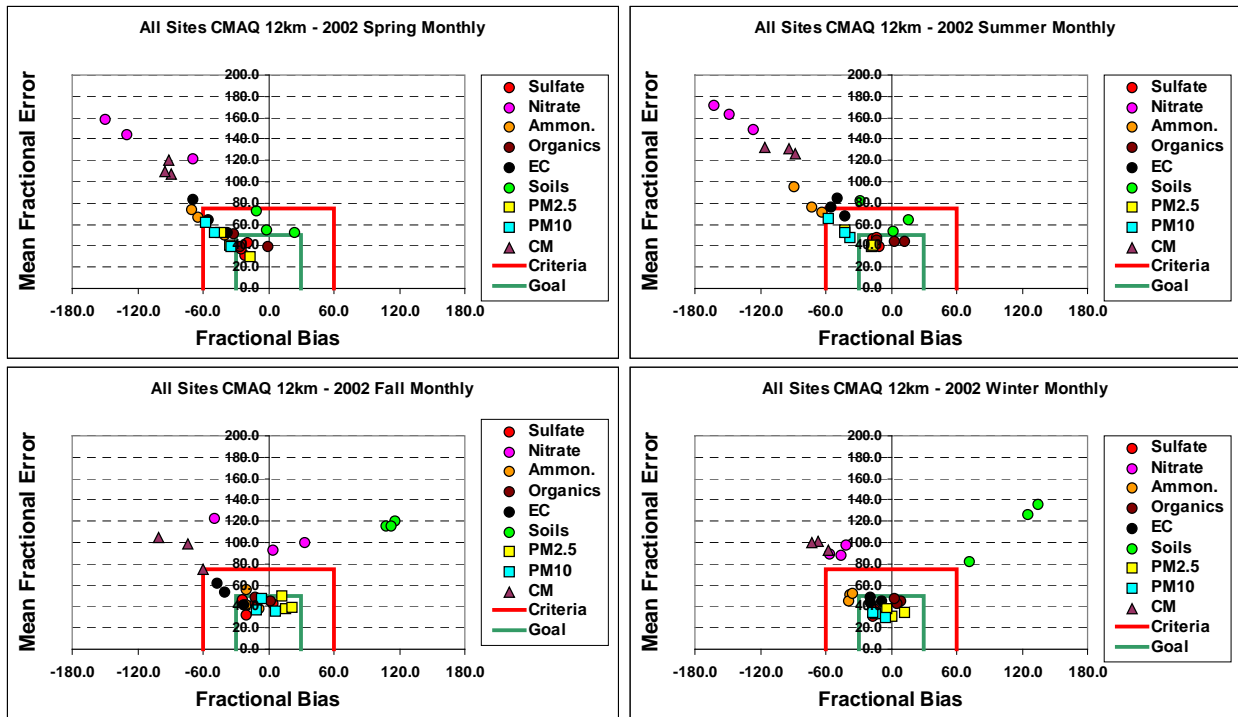 All Sites CMAQ 12km - 2002 Spring Monthly
Mean Fractional Error
200.0
180.0
160.0
140.0
120.0
100.0
80.0
60.0
40.0
20.0
0.0
-180.0 -120.0 -60.0 0.0 60.0 120.0 180.0
Fractional Bias
Sulfate
Nitrate
Ammon.
Organics
EC
Soils
PM2.5
PM10
CM
Criteria
Goal
All Sites CMAQ 12km - 2002 Summer Monthly
Mean Fractional Error
200.0
180.0
160.0
140.0
120.0
100.0
80.0
60.0
40.0
20.0
0.0
-180.0 -120.0 -60.0 0.0 60.0 120.0 180.0
Fractional Bias
Sulfate
Nitrate
Ammon.
Organics
EC
Soils
PM2.5
PM10
CM
Criteria
Goal
All Sites CMAQ 12km - 2002 Fall Monthly
Mean Fractional Error
200.0
180.0
160.0
140.0
120.0
100.0
80.0
60.0
40.0
20.0
0.0
-180.0 -120.0 -60.0 0.0 60.0 120.0 180.0
Fractional Bias
Sulfate
Nitrate
Ammon.
Organics
EC
Soils
PM2.5
PM10
CM
Criteria
Goal
All Sites CMAQ 12km - 2002 Winter Monthly
Mean Fractional Error
200.0
180.0
160.0
140.0
120.0
100.0
80.0
60.0
40.0
20.0
0.0
-180.0 -120.0 -60.0 0.0 60.0 120.0 180.0
Fractional Bias
Sulfate
Nitrate
Ammon.
Organics
EC
Soils
PM2.5
PM10
CM
Criteria
Goal